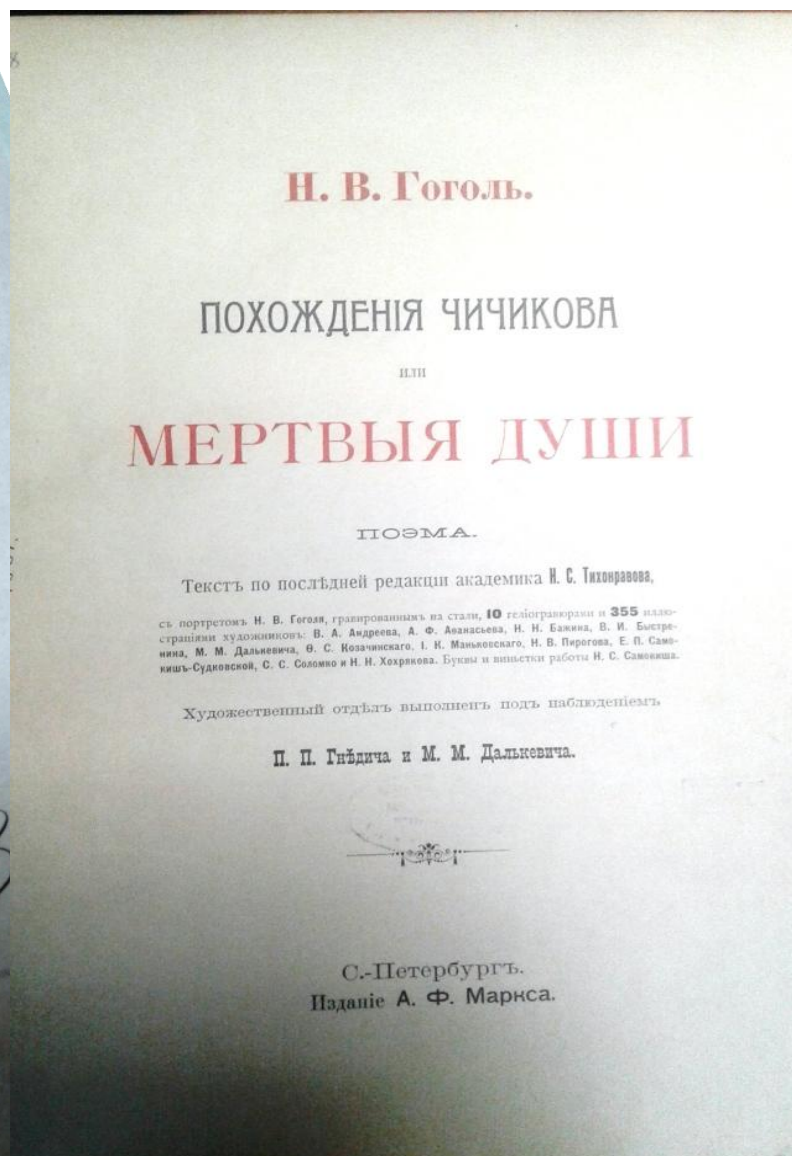 Н. В. Гоголь.
ПОХОЖДЕНІЯ ЧИЧИКОВА
ИЛИ
МЕРТВЫЯ ДУШИ
ПОЭМА.
Текстъ по послѣдней редакціи академика Н. С. Тихонравова,
съ портретомъ Н. В. Гоголя, гравированнымъ на стали, 10 геліогравюрами и 355 иллю-
страціями художниковъ: В. А. Андреева, А. Ф. Аѳанасьева, Н. Н. Бажина, В. И. Быстре-
нина, М. М. Далькевича, Ѳ. С. Козачинскаго, І. К. Маньковскаго, Н. В. Пирогова, Е. П. Само-
кишъ-Судковской, С. С. Соломко и Н. Н. Хохрякова. Буквы и виньетки работы Н. С. Самокиша.
Художественный отдѣлъ выполненъ подъ наблюденіемъ
П. П. Гнѣдича и М. М. Далькевича.
С.-Петербургъ.
Изданіе А. Ф. Маркса.